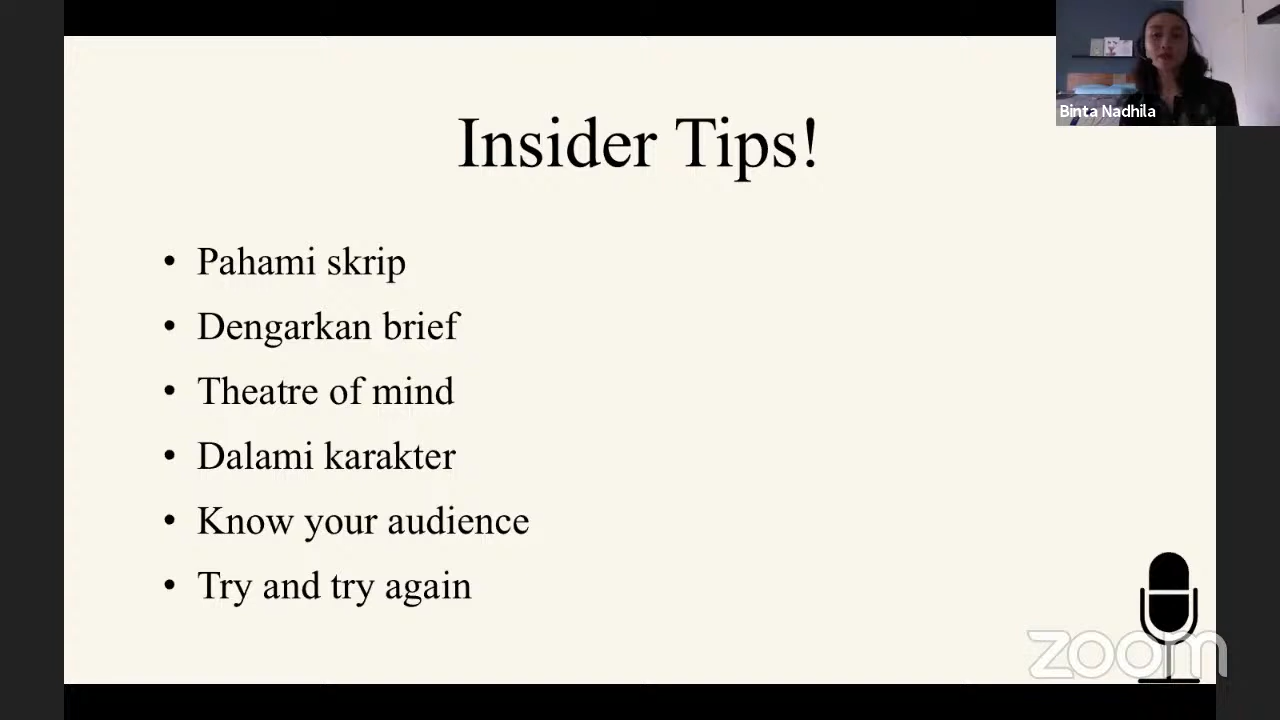 Binta Nadhila
Insider Tips!
• Pahami skrip
• Dengarkan brief
• Theatre of mind
• Dalami karakter
• Know your audience
• Try and try again
zoom